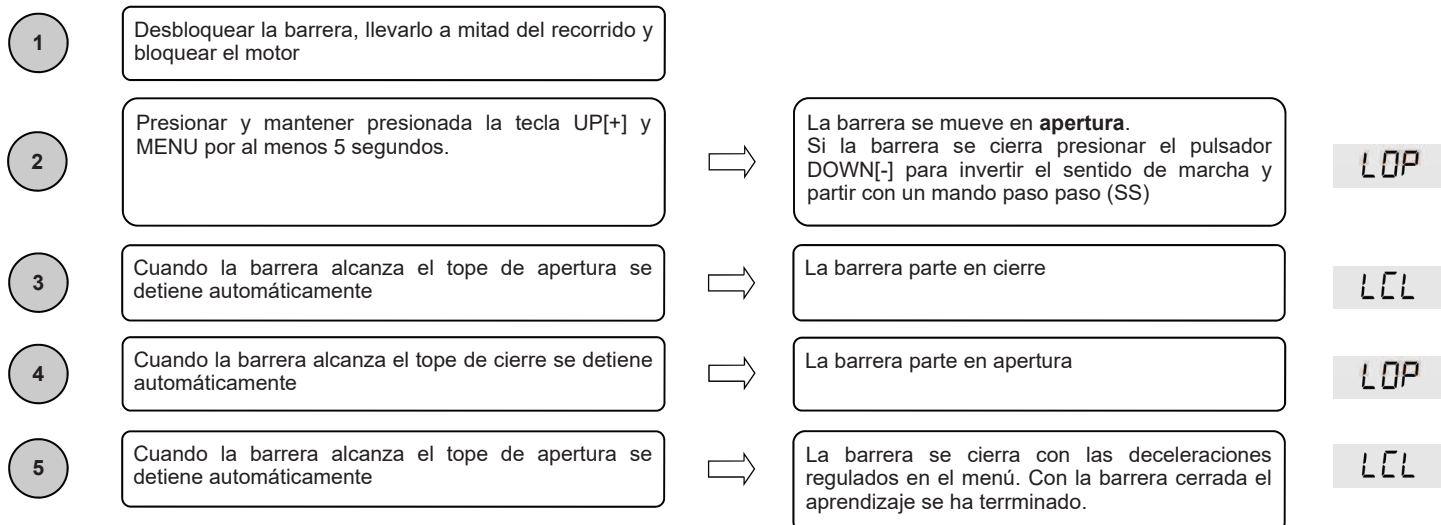 1
Desbloquear la barrera, llevarlo a mitad del recorrido y
bloquear el motor
2
Presionar y mantener presionada la tecla UP[+] y
MENU por al menos 5 segundos.
La barrera se mueve en apertura.
Si la barrera se cierra presionar el pulsador
DOWN[-] para invertir el sentido de marcha y
partir con un mando paso paso (SS)
LOP
3
Cuando la barrera alcanza el tope de apertura se
detiene automáticamente
La barrera parte en cierre
LCL
4
Cuando la barrera alcanza el tope de cierre se detiene
automáticamente
La barrera parte en apertura
LOP
5
Cuando la barrera alcanza el tope de apertura se
detiene automáticamente
La barrera se cierra con las deceleraciones
regulados en el menú. Con la barrera cerrada el
aprendizaje se ha terrminado.
LCL